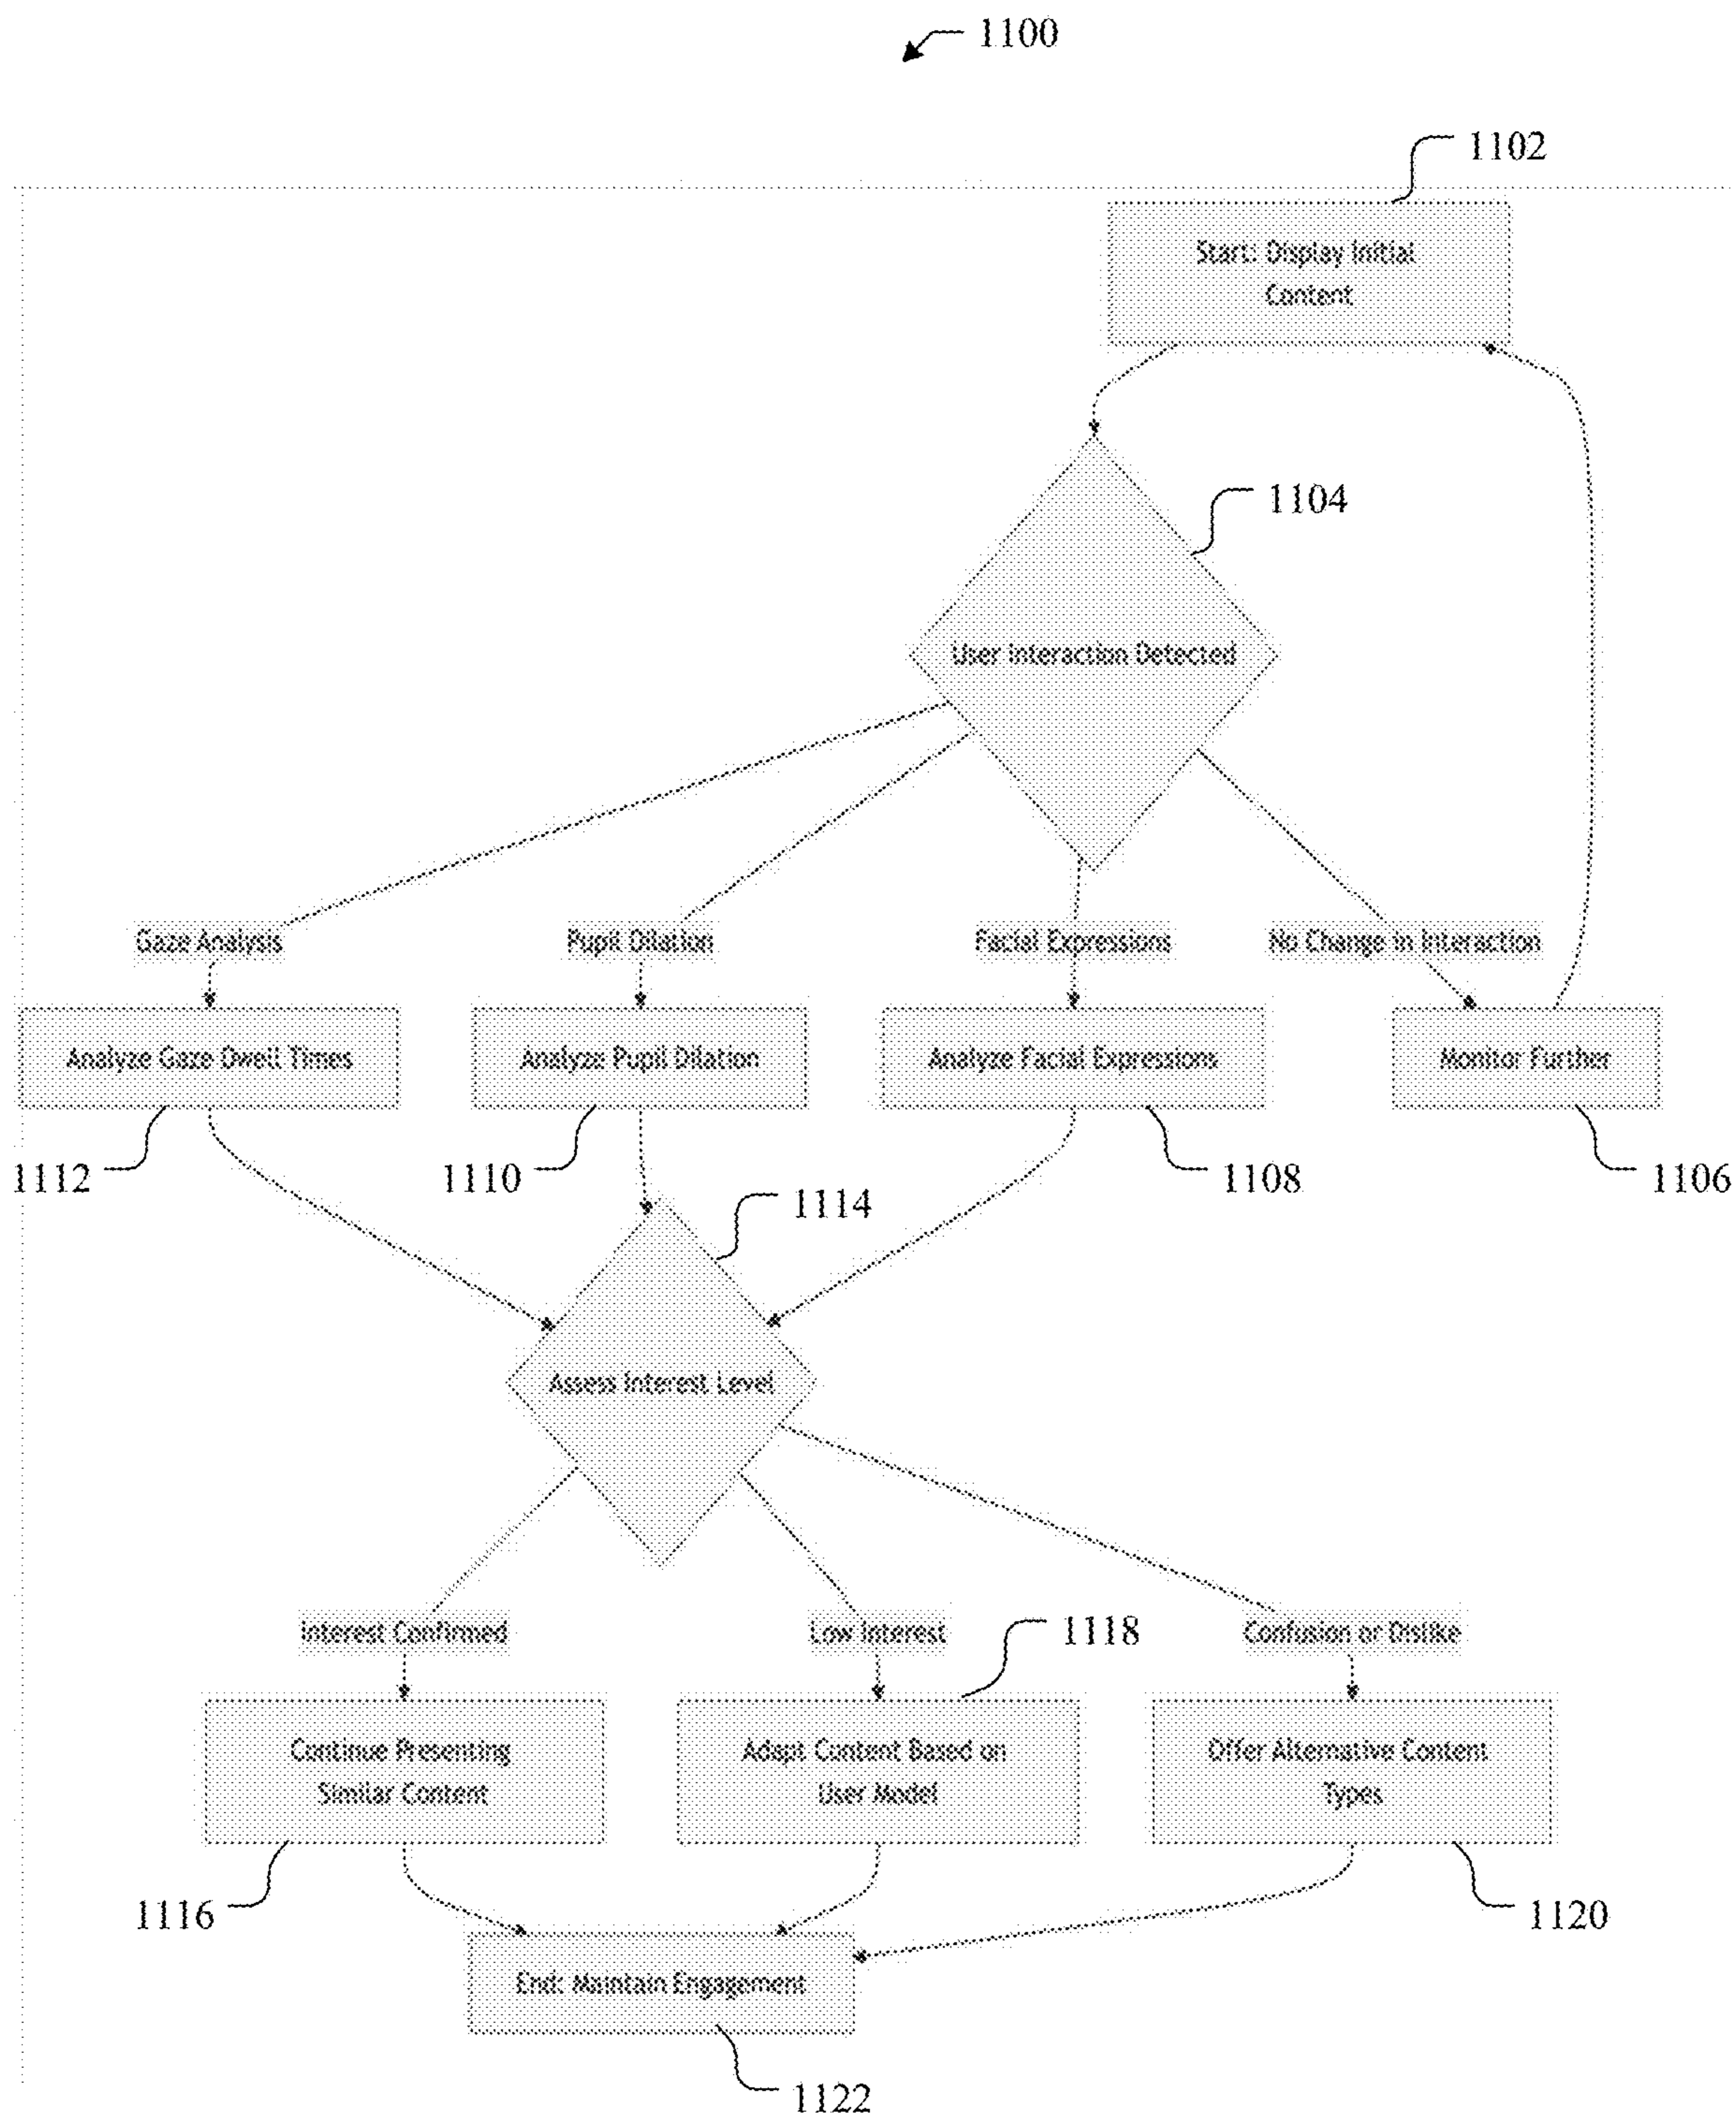 1100
1102
Start: Display Initial
Content
1104
User Interaction Detected
Gaze Analysis
Pupil Dilation
Facial Expressions
No Change in Interaction
Analyze Gaze Dwell Times
Analyze Pupil Dilation
Analyze Facial Expressions
Monitor Further
1112
1110
1108
1106
1114
Assess Interest Level
Interest Confirmed
Low Interest
1118
Confusion or Dislike
Continue Presenting
Similar Content
Adapt Content Based on
User Model
Offer Alternative Content
Types
1116
1120
End: Maintain Engagement
1122